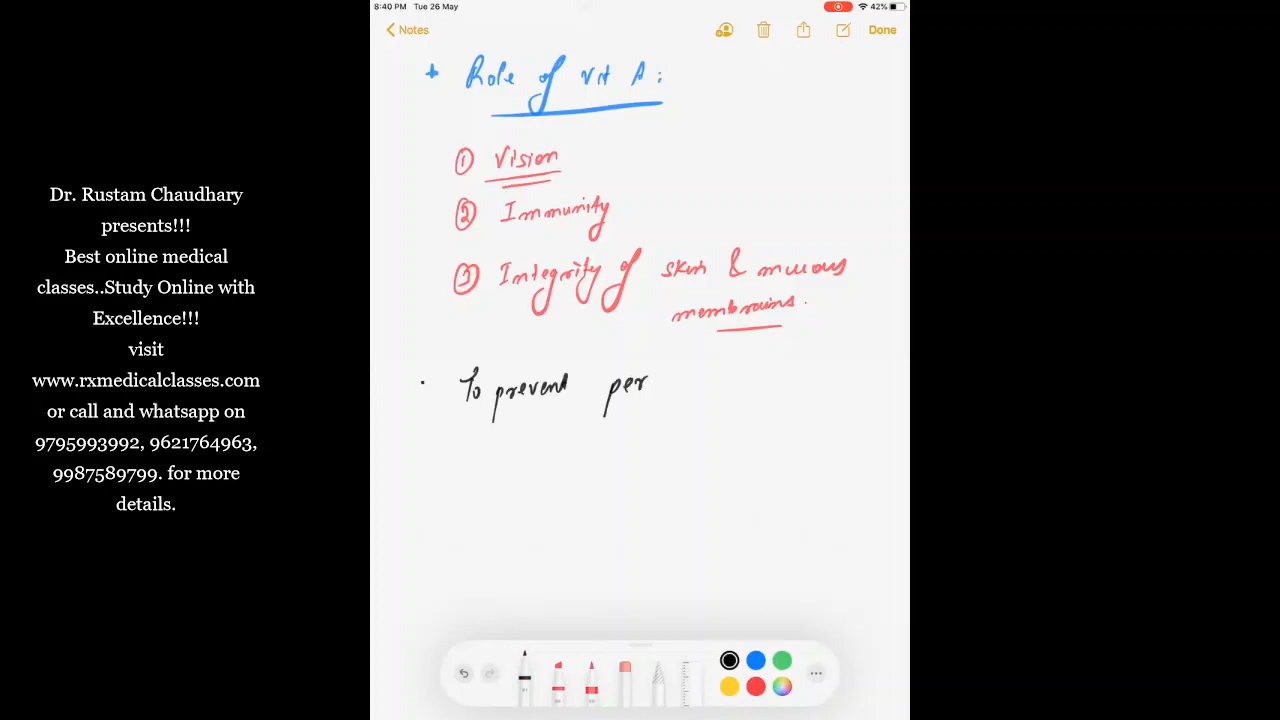 8:40 PM Tue 26 May
42%
Notes
Done
+ Role of vit A:
① Vision
② Immunity
③ Integrity of skin & mucous
membrains.
. To prevent per
Dr. Rustam Chaudhary
presents!!!
Best online medical
classes..Study Online with
Excellence!!!
visit
www.rxmedicalclasses.com
or call and whatsapp on
9795993992, 9621764963,
9987589799. for more
details.